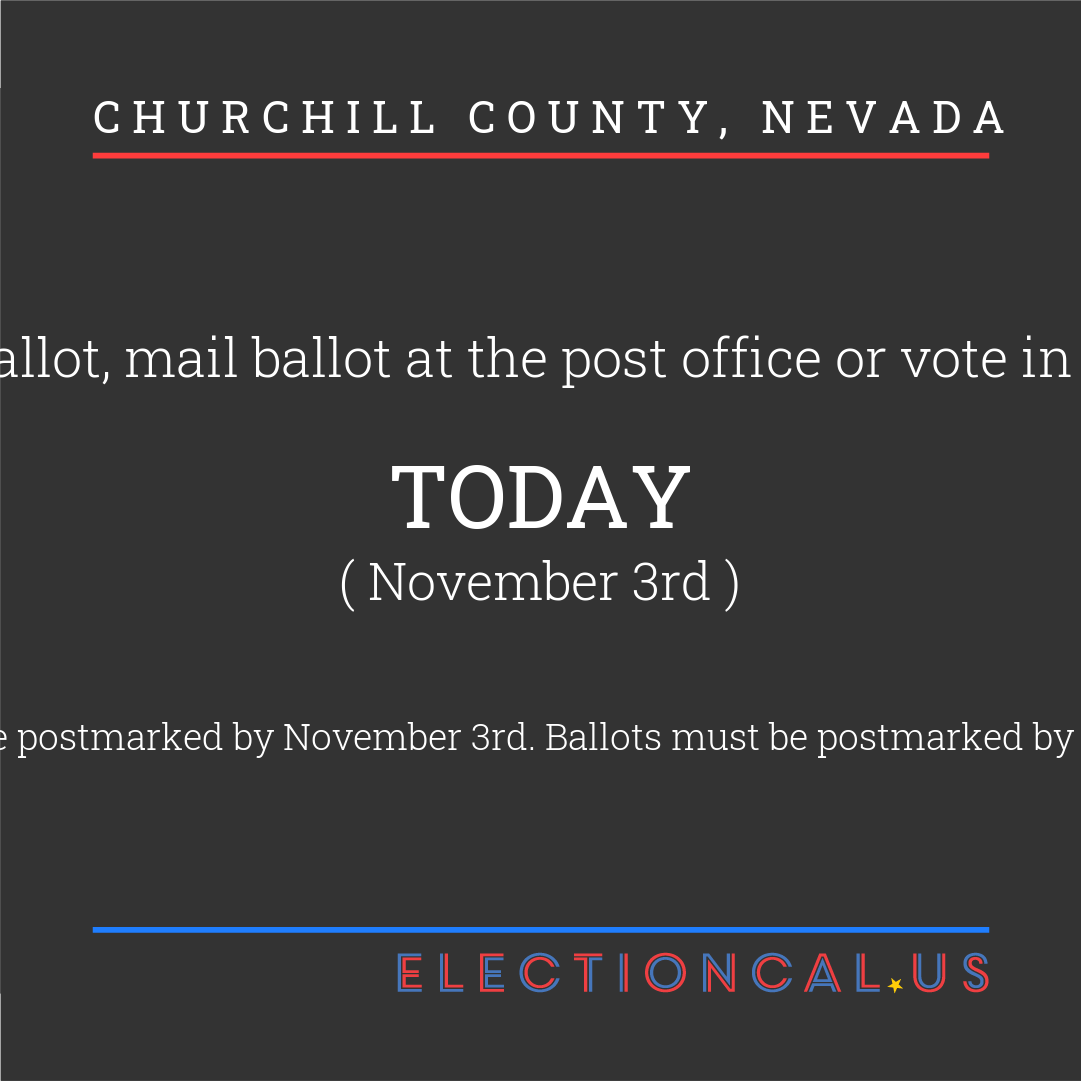 CHURCHILL COUNTY, NEVADA
allot, mail ballot at the post office or vote in
TODAY
( November 3rd )
e postmarked by November 3rd. Ballots must be postmarked by
ELECTIONCAL.US